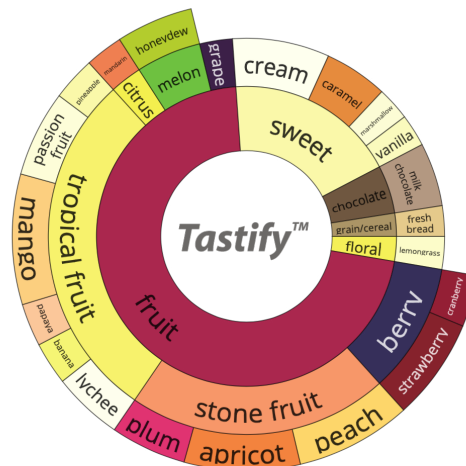 honeydew
grape
cream
caramel
marshmallow
vanilla
milk
chocolate
fresh
bread
lemongrass
cranberry
strawberry
peach
apricot
plum
lychee
banana
papaya
mango
passion
fruit
pineapple
mandarin
citrus
melon
sweet
chocolate
grain/cereal
floral
berry
stone fruit
tropical fruit
fruit
Tastify™